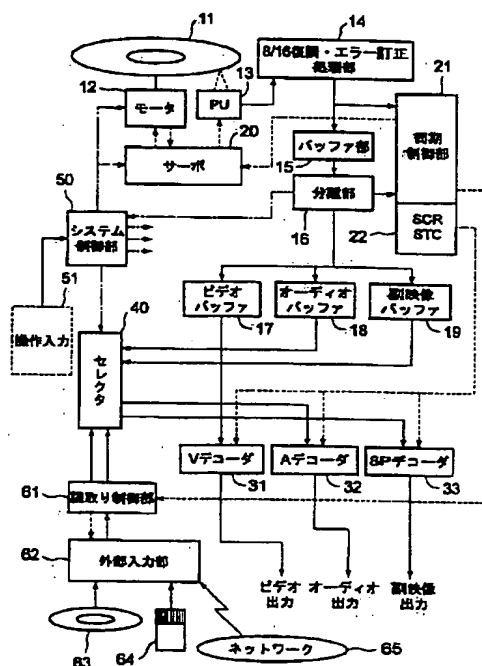 11
14
8/16復調・エラー訂正
処理部
21
12
モータ
PU
13
20
サーボ
バッファ部
15
同期
制御部
50
分離部
16
22
SCR
STC
システム
制御部
51
操作入力
40
セレクタ
ビデオ
バッファ
17
オーディオ
バッファ
18
副映像
バッファ
19
Vデコーダ
31
Aデコーダ
32
SPデコーダ
33
61
読取り制御部
62
外部入力部
ビデオ
出力
オーディオ
出力
副映像
出力
63
64
ネットワーク
65